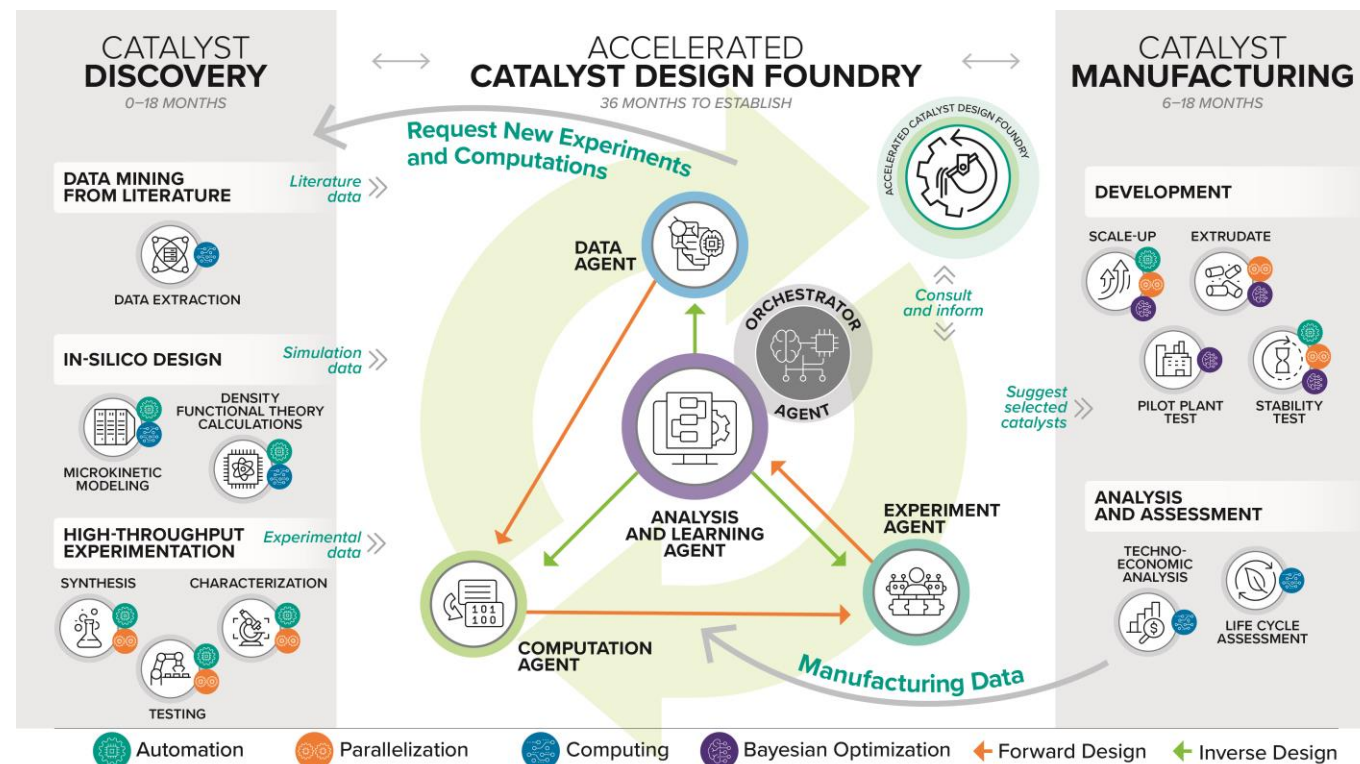 CATALYST
DISCOVERY
0–18 MONTHS
ACCELERATED
CATALYST DESIGN FOUNDRY
36 MONTHS TO ESTABLISH
CATALYST
MANUFACTURING
6–18 MONTHS
Request New Experiments
and Computations
ACCELERATED CATALYST DESIGN FOUNDRY
DATA MINING
FROM LITERATURE
Literature
data
DATA EXTRACTION
IN-SILICO DESIGN
Simulation
data
DENSITY
FUNCTIONAL THEORY
CALCULATIONS
MICROKINETIC
MODELING
HIGH-THROUGHPUT
EXPERIMENTATION
Experimental
data
SYNTHESIS
CHARACTERIZATION
TESTING
DATA
AGENT
ORCHESTRATOR
AGENT
Consult
and inform
ANALYSIS
AND LEARNING
AGENT
EXPERIMENT
AGENT
101
100
COMPUTATION
AGENT
Manufacturing Data
Suggest
selected
catalysts
DEVELOPMENT
SCALE-UP
EXTRUDATE
PILOT PLANT
TEST
STABILITY
TEST
ANALYSIS
AND ASSESSMENT
TECHNO-
ECONOMIC
ANALYSIS
$
LIFE CYCLE
ASSESSMENT
Automation
Parallelization
Computing
Bayesian Optimization
Forward Design
Inverse Design